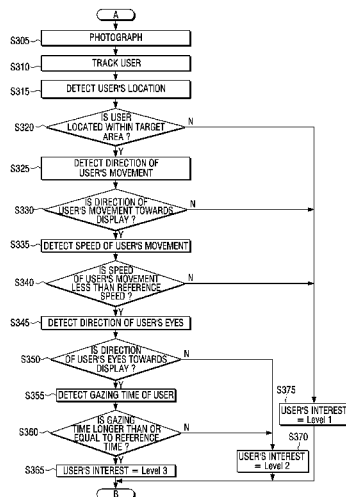 A
S305
PHOTOGRAPH
S310
TRACK USER
S315
DETECT USER'S LOCATION
S320
IS USER
LOCATED WITHIN TARGET
AREA ?
N
Y
S325
DETECT DIRECTION OF
USER'S MOVEMENT
S330
IS DIRECTION OF
USER'S MOVEMENT TOWARDS
DISPLAY ?
N
Y
S335
DETECT SPEED OF USER'S MOVEMENT
S340
IS SPEED
OF USER'S MOVEMENT
LESS THAN REFERENCE
SPEED ?
N
Y
S345
DETECT DIRECTION OF USER'S EYES
S350
IS DIRECTION
OF USER'S EYES TOWARDS
DISPLAY ?
N
Y
S355
DETECT GAZING TIME OF USER
S360
IS GAZING
TIME LONGER THAN OR
EQUAL TO REFERENCE
TIME ?
N
Y
S375
USER'S INTEREST
= Level 1
S370
USER'S INTEREST
= Level 2
S365
USER'S INTEREST = Level 3
B